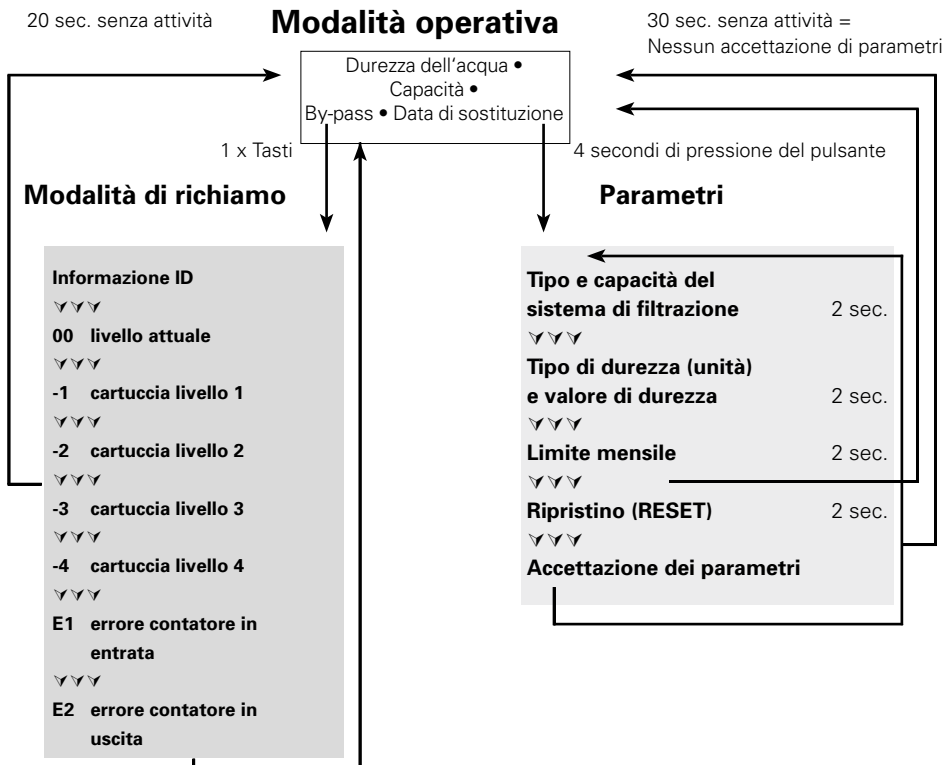 20 sec. senza attività
Modalità operativa
30 sec. senza attività =
Nessun accettazione di parametri
Durezza dell‘acqua •
Capacità •
By-pass • Data di sostituzione
1 x Tasti
4 secondi di pressione del pulsante
Modalità di richiamo
Informazione ID
00 livello attuale
-1 cartuccia livello 1
-2 cartuccia livello 2
-3 cartuccia livello 3
-4 cartuccia livello 4
E1 errore contatore in
entrata
E2 errore contatore in
uscita
Parametri
Tipo e capacità del
sistema di filtrazione 2 sec.
Tipo di durezza (unità)
e valore di durezza 2 sec.
Limite mensile 2 sec.
Ripristino (RESET) 2 sec.
Accettazione dei parametri